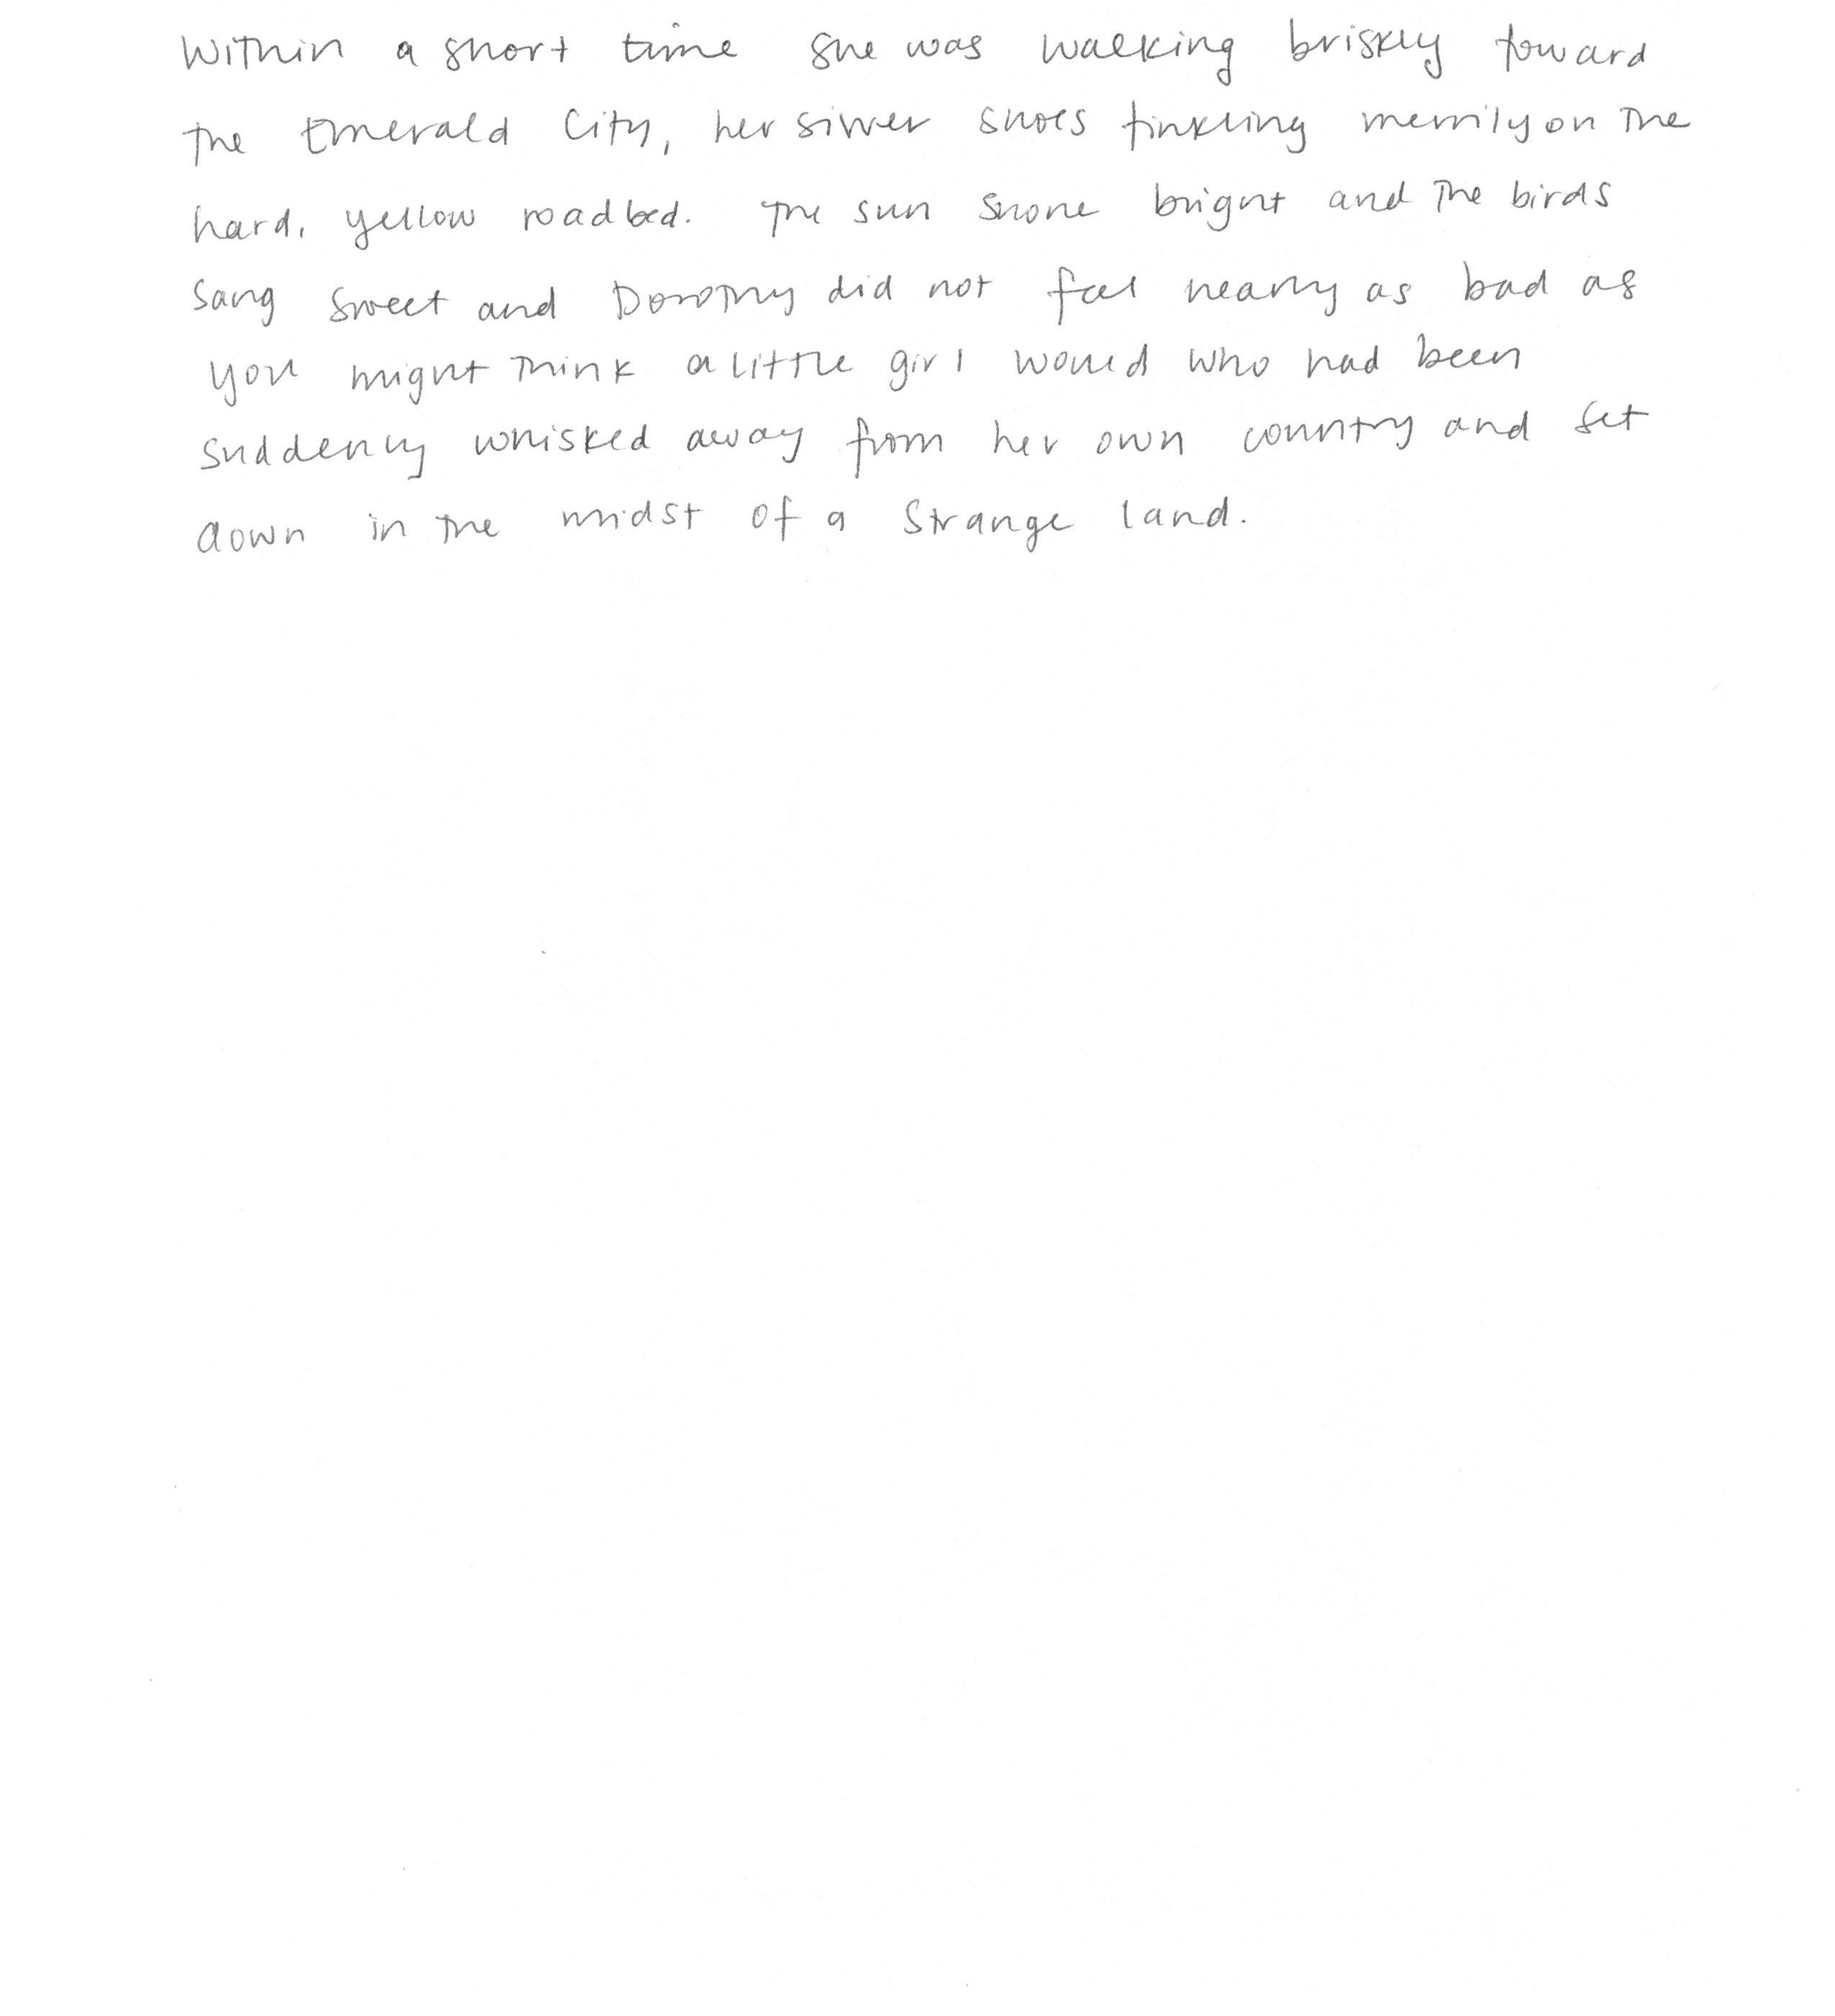 Within a short time she was walking briskly toward
the Emerald City, her silver shoes tinkling merrily on the
hard, yellow roadbed. The sun shone bright and the birds
sang sweet and Dorothy did not feel nearly as bad as
you might think a little girl would who had been
suddenly whisked away from her own country and set
down in the midst of a strange land.